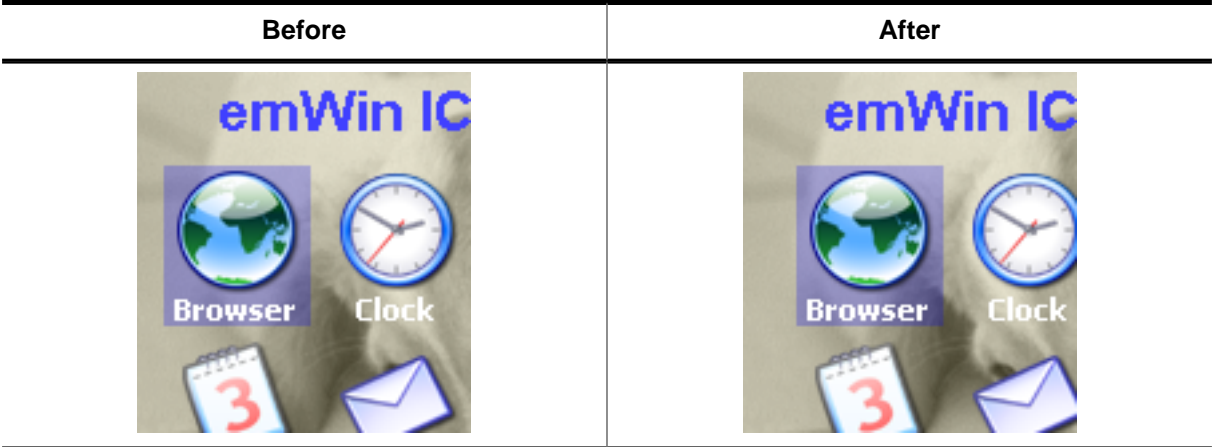 Before After
emWin IC emWin IC
Browser Clock Browser Clock
3 3